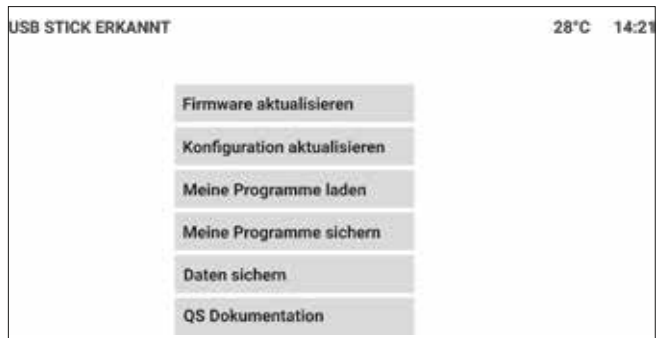 USB STICK ERKANNT 28°C 14:21
Firmware aktualisieren
Konfiguration aktualisieren
Meine Programme laden
Meine Programme sichern
Daten sichern
QS Dokumentation